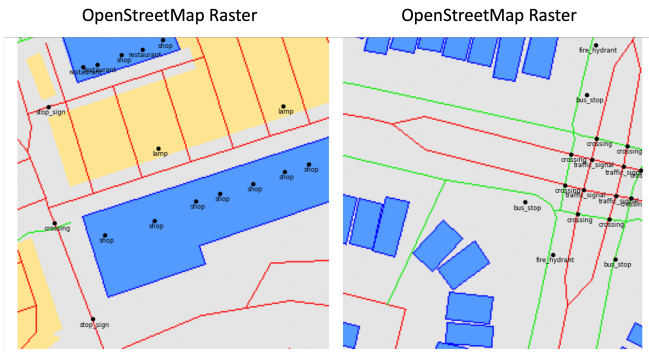 OpenStreetMap Raster
OpenStreetMap Raster
shop
restaurant
shop
restaurant
stop_sign
lamp
lamp
shop
shop
shop
shop
shop
shop
shop
crossing
stop_sign
fire_hydrant
bus_stop
crossing
crossing
crossing
traffic_signal
traffic_signal
crossing
traffic_signal
traffic_signal
crossing
crossing
bus_stop
fire_hydrant
bus_stop